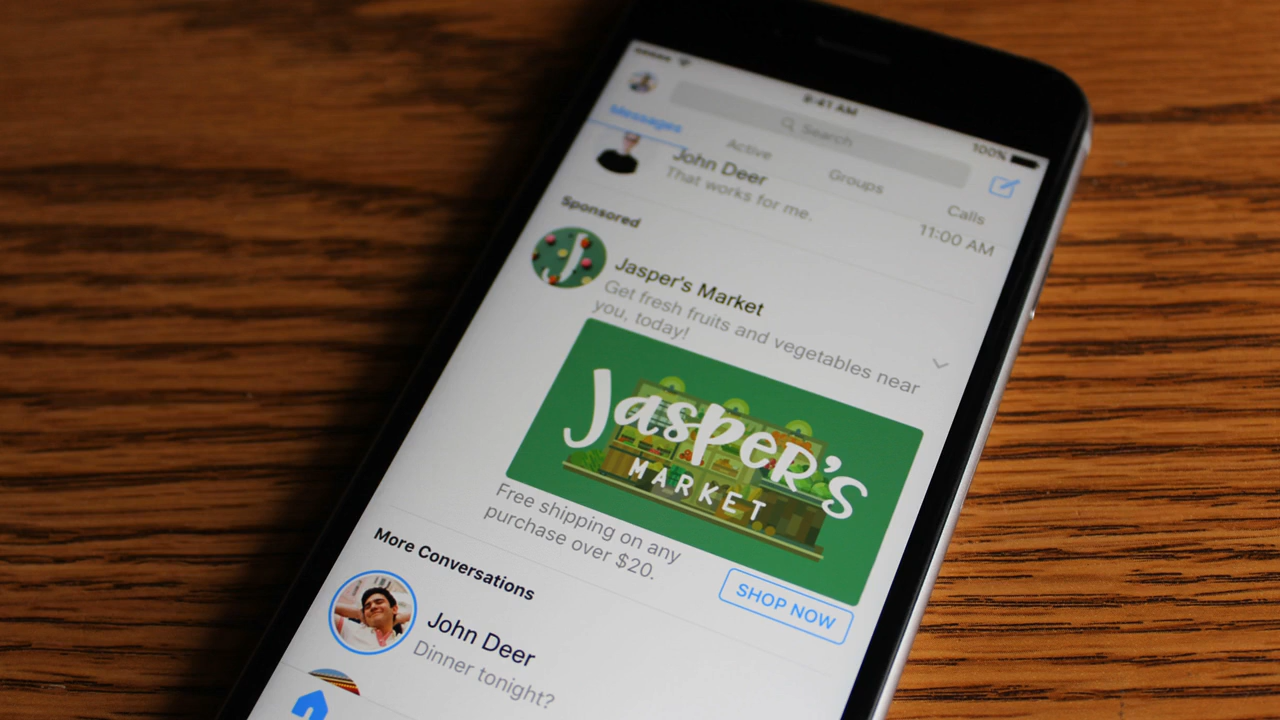 9:41 AM
100%
Search
Messages
Active
Groups
Calls
John Deer
That works for me.
11:00 AM
Sponsored
J
Jasper's Market
Get fresh fruits and vegetables near
you, today!
Jasper's
MARKET
Free shipping on any
purchase over $20.
SHOP NOW
More Conversations
John Deer
Dinner tonight?